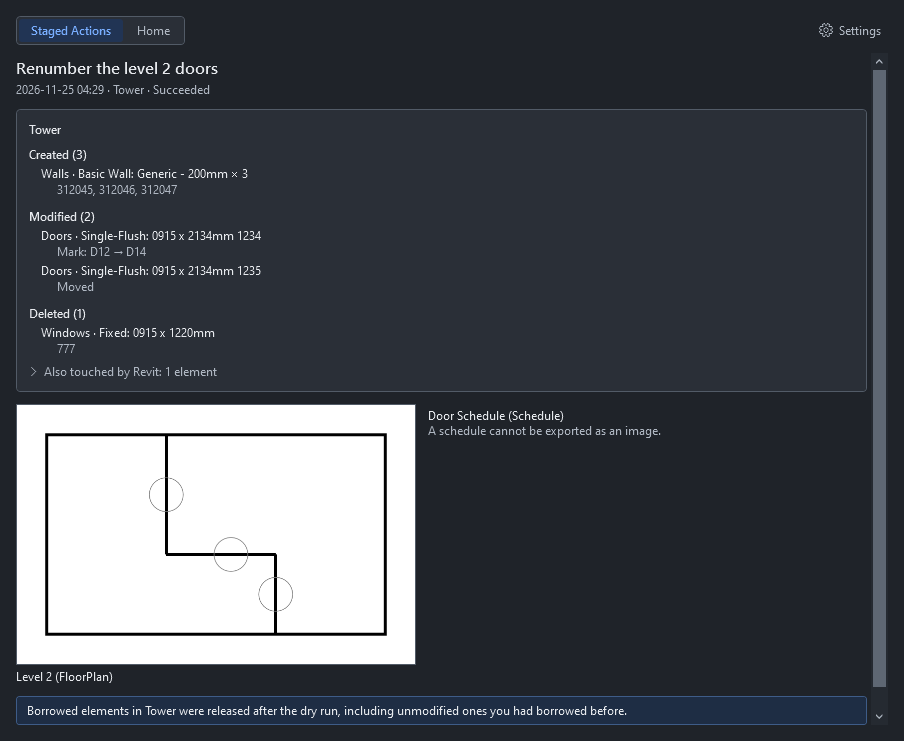 Staged Actions
Home
Settings
Renumber the level 2 doors
2026-11-25 04:29 · Tower · Succeeded
Tower
Created (3)
Walls · Basic Wall: Generic - 200mm × 3
312045, 312046, 312047
Modified (2)
Doors · Single-Flush: 0915 x 2134mm 1234
Mark: D12 → D14
Doors · Single-Flush: 0915 x 2134mm 1235
Moved
Deleted (1)
Windows · Fixed: 0915 x 1220mm
777
Also touched by Revit: 1 element
Door Schedule (Schedule)
A schedule cannot be exported as an image.
Level 2 (FloorPlan)
Borrowed elements in Tower were released after the dry run, including unmodified ones you had borrowed before.